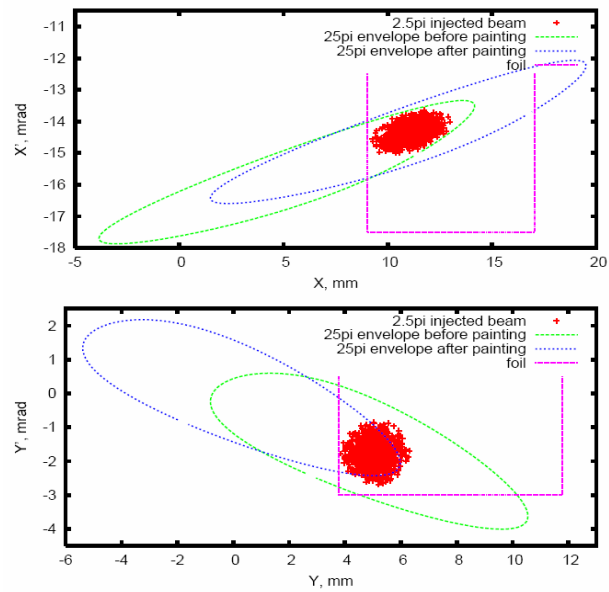 2.5pi injected beam
25pi envelope before painting
25pi envelope after painting
foil
-11
-12
-13
-14
-15
-16
-17
-18
X', mrad
-5
0
5
10
15
20
X, mm
2.5pi injected beam
25pi envelope before painting
25pi envelope after painting
foil
2
1
0
-1
-2
-3
-4
Y', mrad
-6
-4
-2
0
2
4
6
8
10
12
Y, mm